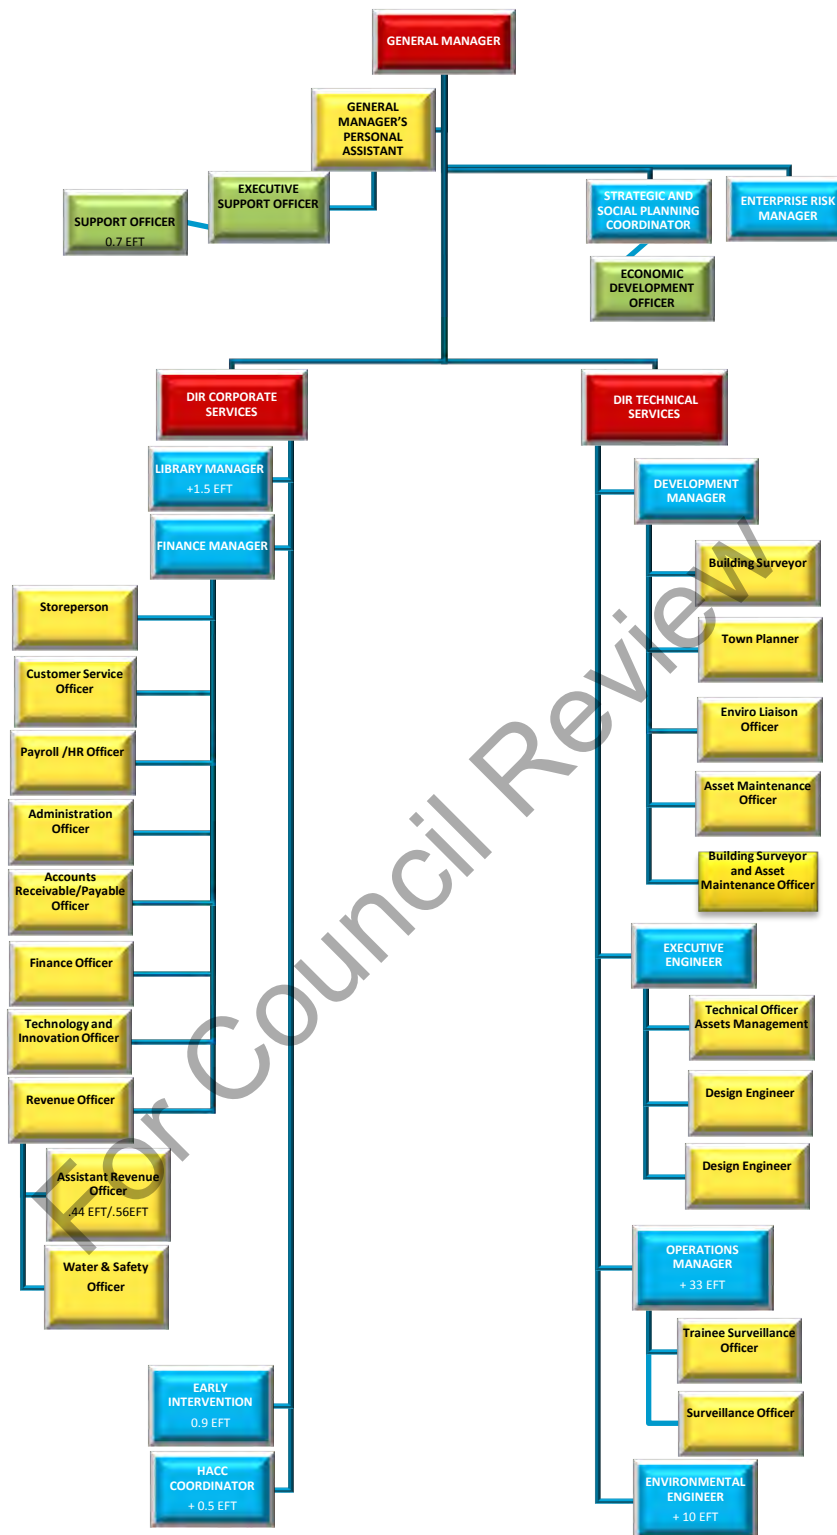 GENERAL MANAGER
GENERAL
MANAGER'S
PERSONAL
ASSISTANT
EXECUTIVE
SUPPORT OFFICER
SUPPORT OFFICER
0.7 EFT
STRATEGIC AND
SOCIAL PLANNING
COORDINATOR
ENTERPRISE RISK
MANAGER
ECONOMIC
DEVELOPMENT
OFFICER
DIR CORPORATE
SERVICES
LIBRARY MANAGER
+1.5 EFT
FINANCE MANAGER
Storeperson
Customer Service
Officer
Payroll /HR Officer
Administration
Officer
Accounts
Receivable/Payable
Officer
Finance Officer
Technology and
Innovation Officer
Revenue Officer
Assistant Revenue
Officer
.44 EFT/.56EFT
Water & Safety
Officer
EARLY
INTERVENTION
0.9 EFT
HACC
COORDINATOR
+ 0.5 EFT
DIR TECHNICAL
SERVICES
DEVELOPMENT
MANAGER
Building Surveyor
Town Planner
Enviro Liaison
Officer
Asset Maintenance
Officer
Building Surveyor
and Asset
Maintenance Officer
EXECUTIVE
ENGINEER
Technical Officer
Assets Management
Design Engineer
Design Engineer
OPERATIONS
MANAGER
+ 33 EFT
Trainee Surveillance
Officer
Surveillance Officer
ENVIRONMENTAL
ENGINEER
+ 10 EFT
For Council Review